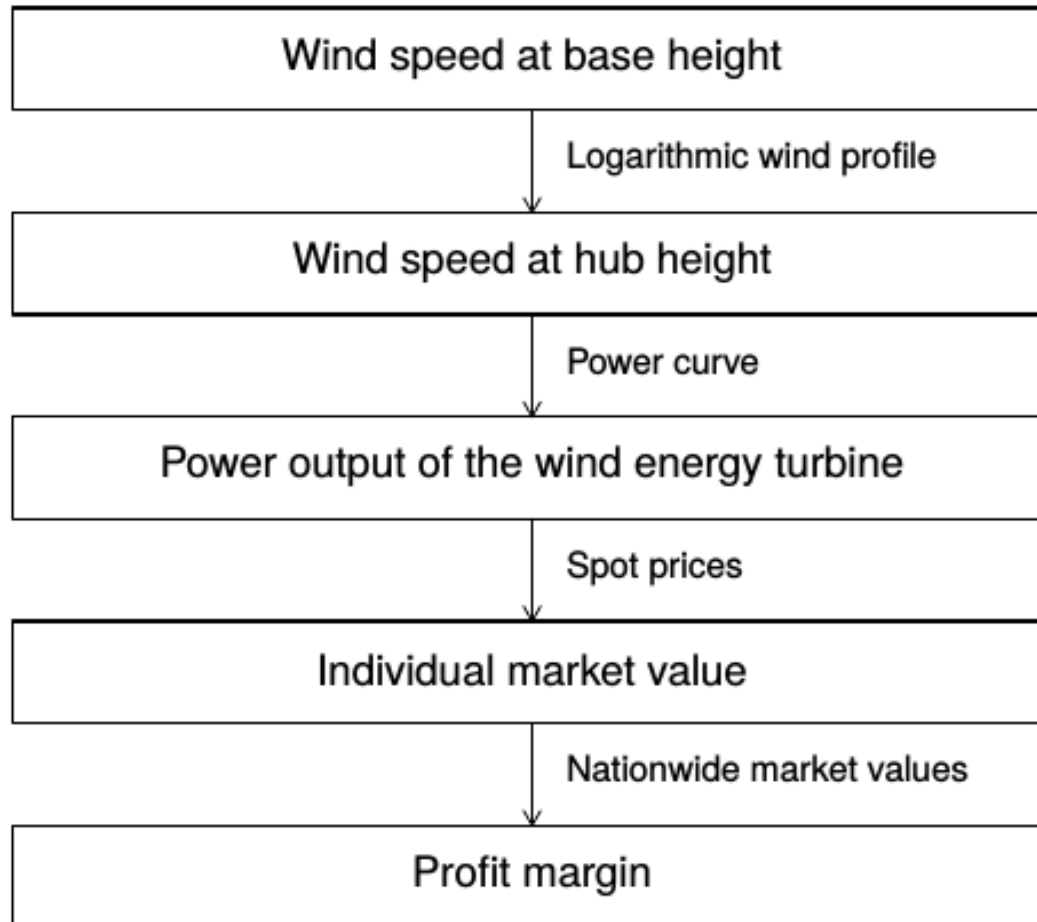 Wind speed at base height
Logarithmic wind profile
Wind speed at hub height
Power curve
Power output of the wind energy turbine
Spot prices
Individual market value
Nationwide market values
Profit margin